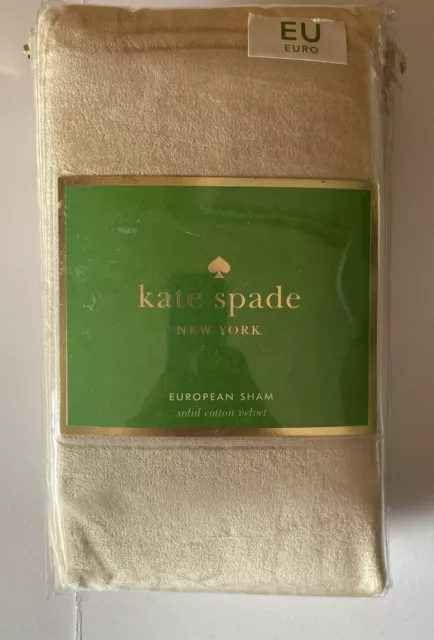 EU
EURO
kate spade
NEW YORK
EUROPEAN SHAM
solid cotton velvet